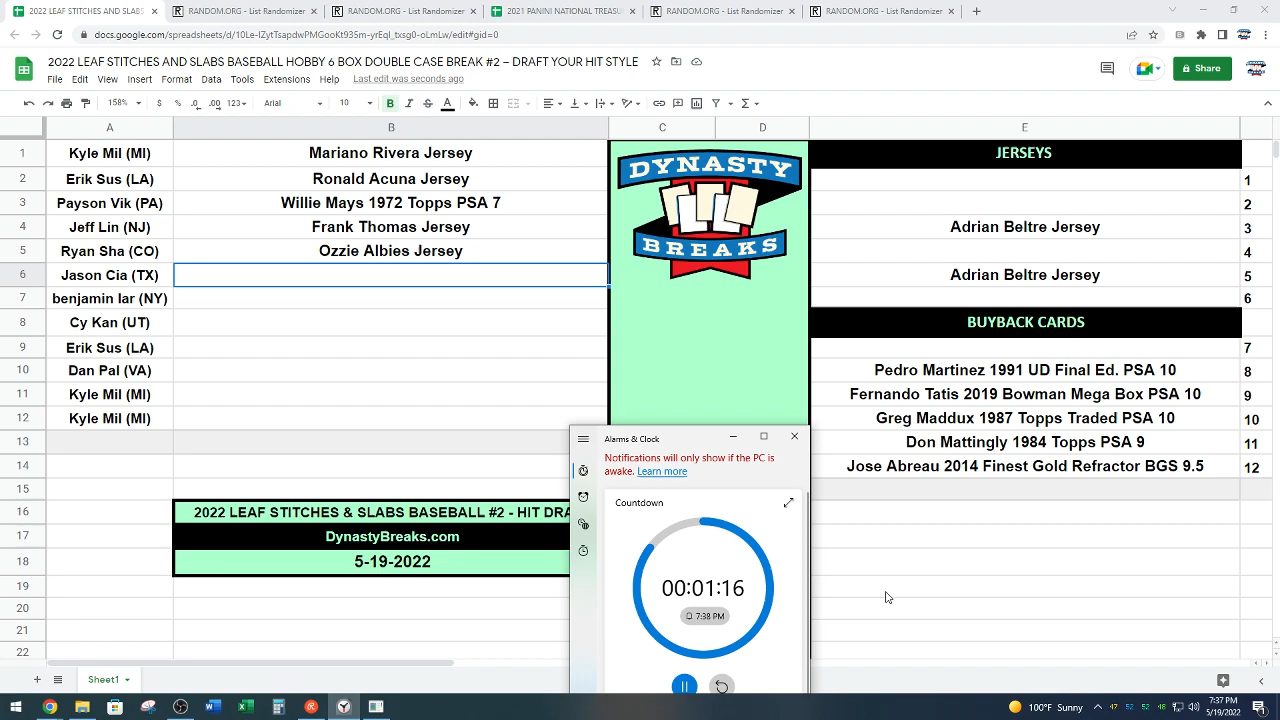 2022 LEAF STITCHES AND SLABS
RANDOM.ORG - List Randomizer
RANDOM.ORG - List Randomizer
2021 PANINI NATIONAL TREASU
RANDOM.ORG - List Randomizer
RANDOM.ORG - List Randomizer
2022 LEAF STITCHES AND SLABS BASEBALL HOBBY 6 BOX DOUBLE CASE BREAK #2 – DRAFT YOUR HIT STYLE
File Edit View Insert Format Data Tools Extensions Help Last edit was seconds ago
Share
158% $ % .0 .00 123 Arial 10 B I S A
A B C D E
1 Kyle Mil (MI) Mariano Rivera Jersey JERSEYS
2 Erik Sus (LA) Ronald Acuna Jersey 1
3 Payson Vik (PA) Willie Mays 1972 Topps PSA 7 2
4 Jeff Lin (NJ) Frank Thomas Jersey Adrian Beltre Jersey 3
5 Ryan Sha (CO) Ozzie Albies Jersey 4
6 Jason Cia (TX) Adrian Beltre Jersey 5
7 benjamin Iar (NY) 6
8 Cy Kan (UT) BUYBACK CARDS
9 Erik Sus (LA) 7
10 Dan Pal (VA) Pedro Martinez 1991 UD Final Ed. PSA 10 8
11 Kyle Mil (MI) Fernando Tatis 2019 Bowman Mega Box PSA 10 9
12 Kyle Mil (MI) Greg Maddux 1987 Topps Traded PSA 10 10
13 Don Mattingly 1984 Topps PSA 9 11
14 Jose Abreau 2014 Finest Gold Refractor BGS 9.5 12
15
16 2022 LEAF STITCHES & SLABS BASEBALL #2 - HIT DRA
17 DynastyBreaks.com
18 5-19-2022
19
20
21
22
DYNASTY
BREAKS
Alarms & Clock
Notifications will only show if the PC is
awake. Learn more
Countdown
00:01:16
7:38 PM
Sheet1
100°F Sunny
47 52 52 48
7:37 PM
5/19/2022